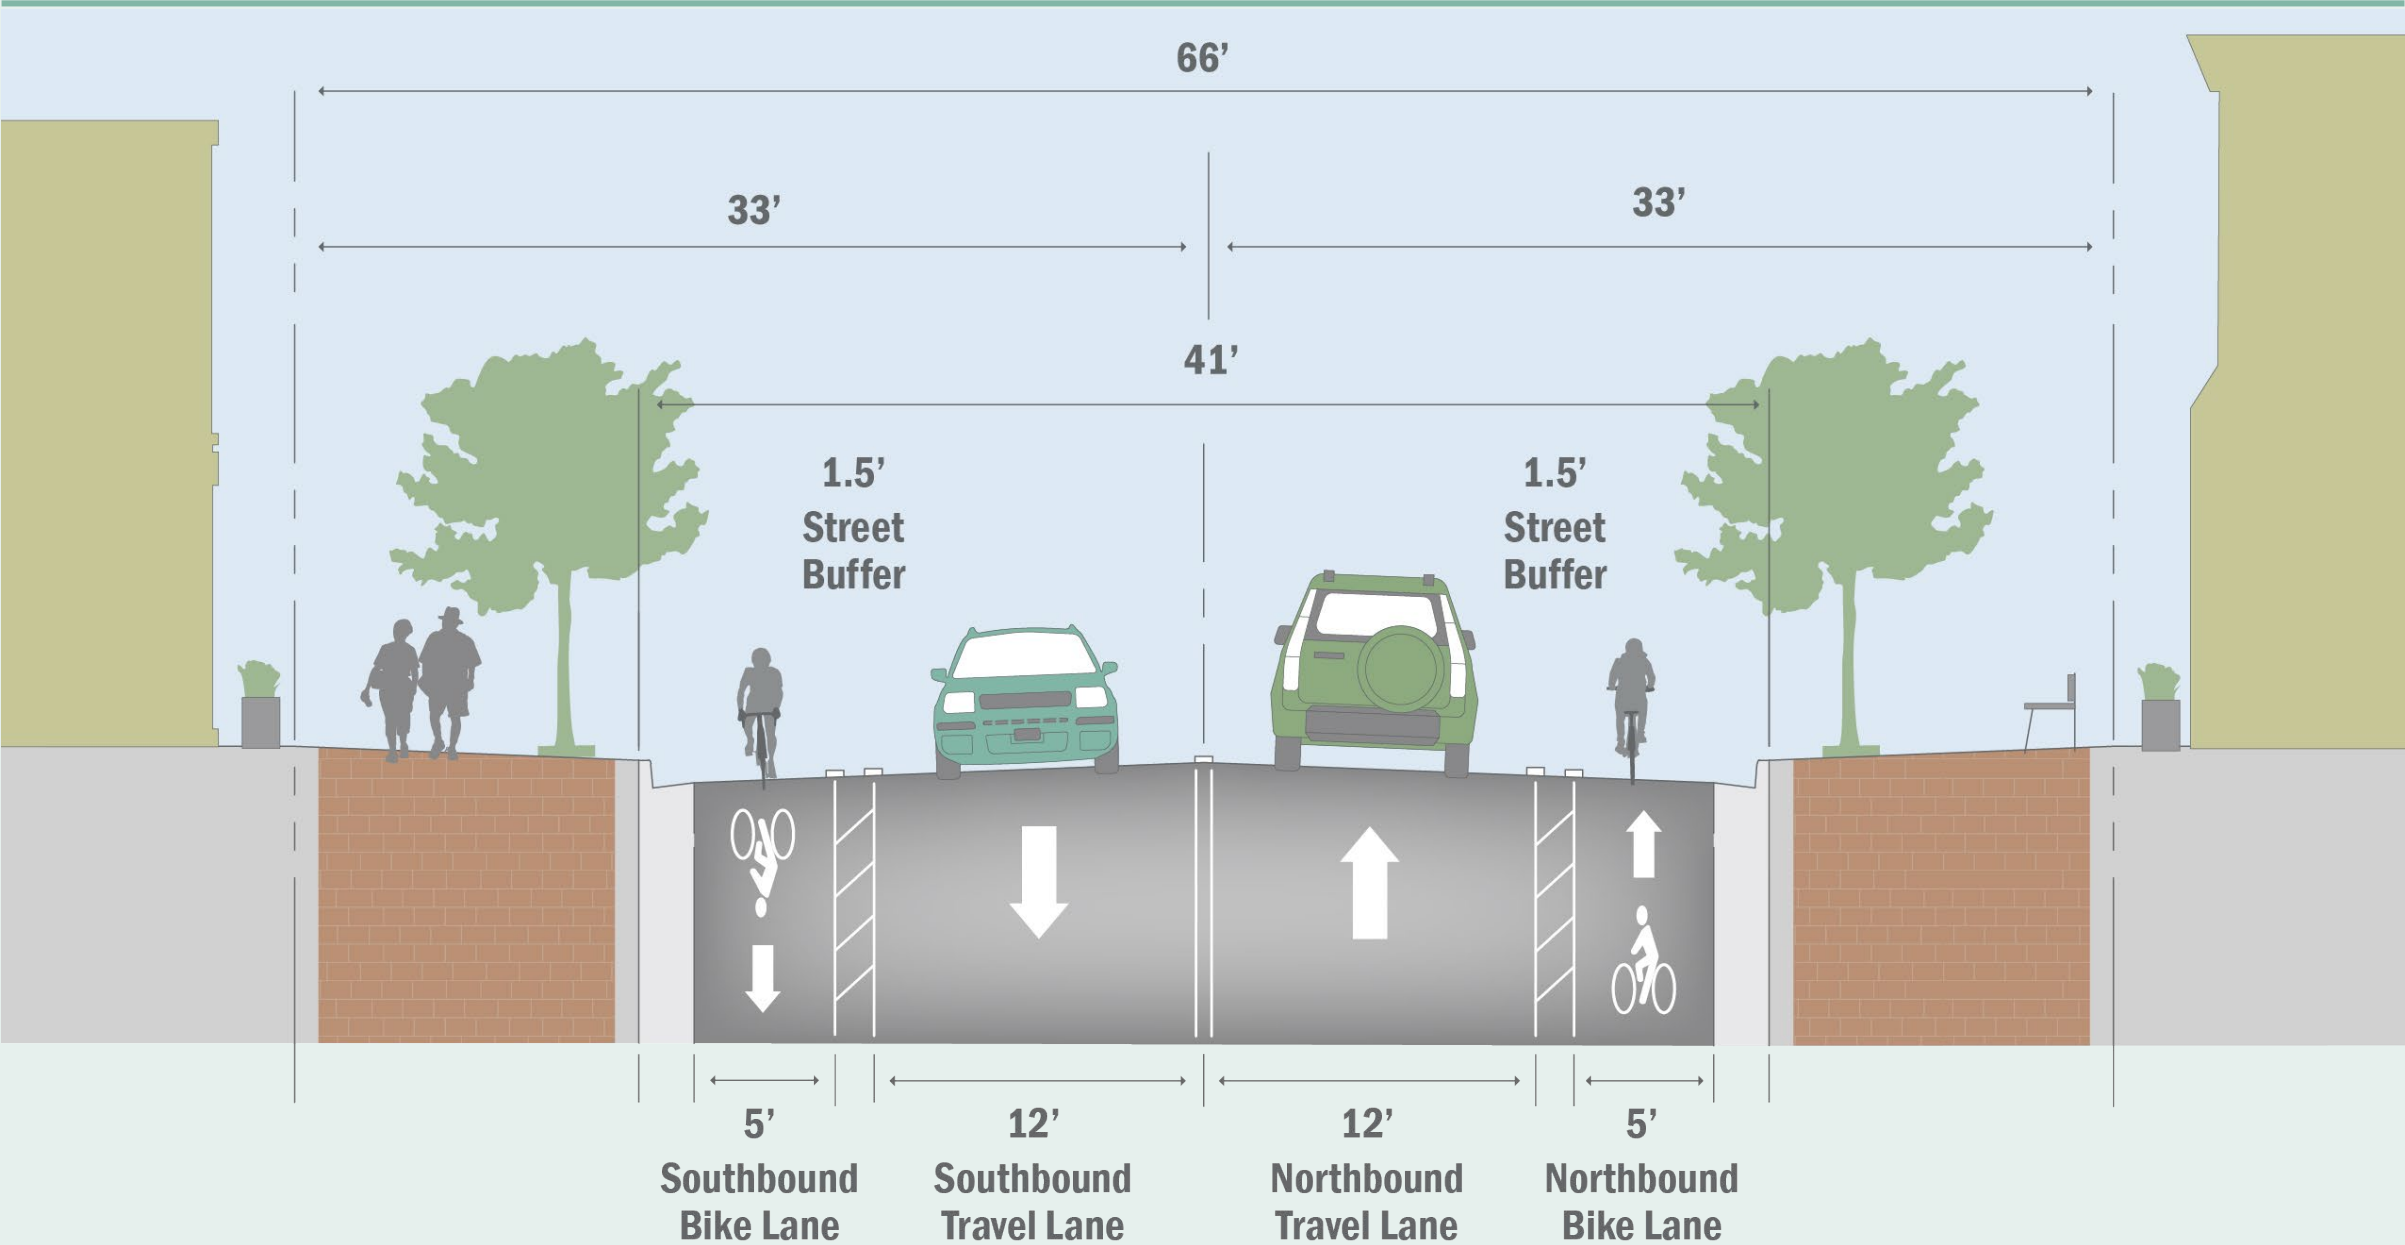 66’
33’
33’
41’
1.5’
Street
Buffer
1.5’
Street
Buffer
5’
Southbound
Bike Lane
12’
Southbound
Travel Lane
12’
Northbound
Travel Lane
5’
Northbound
Bike Lane